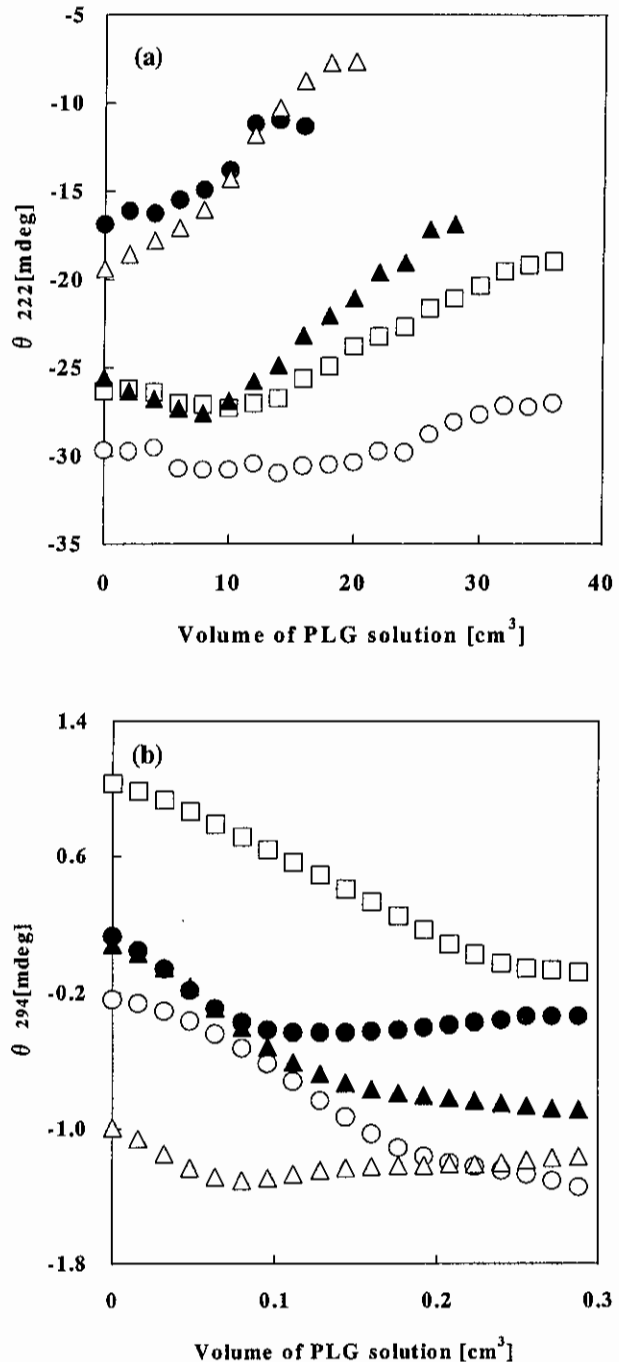 (a)
-5
-10
-15
-20
-25
-30
-35
θ 222[mdeg]
0 10 20 30 40
Volume of PLG solution [cm³]
(b)
1.4
0.6
-0.2
-1.0
-1.8
θ 294[mdeg]
0 0.1 0.2 0.3
Volume of PLG solution [cm³]